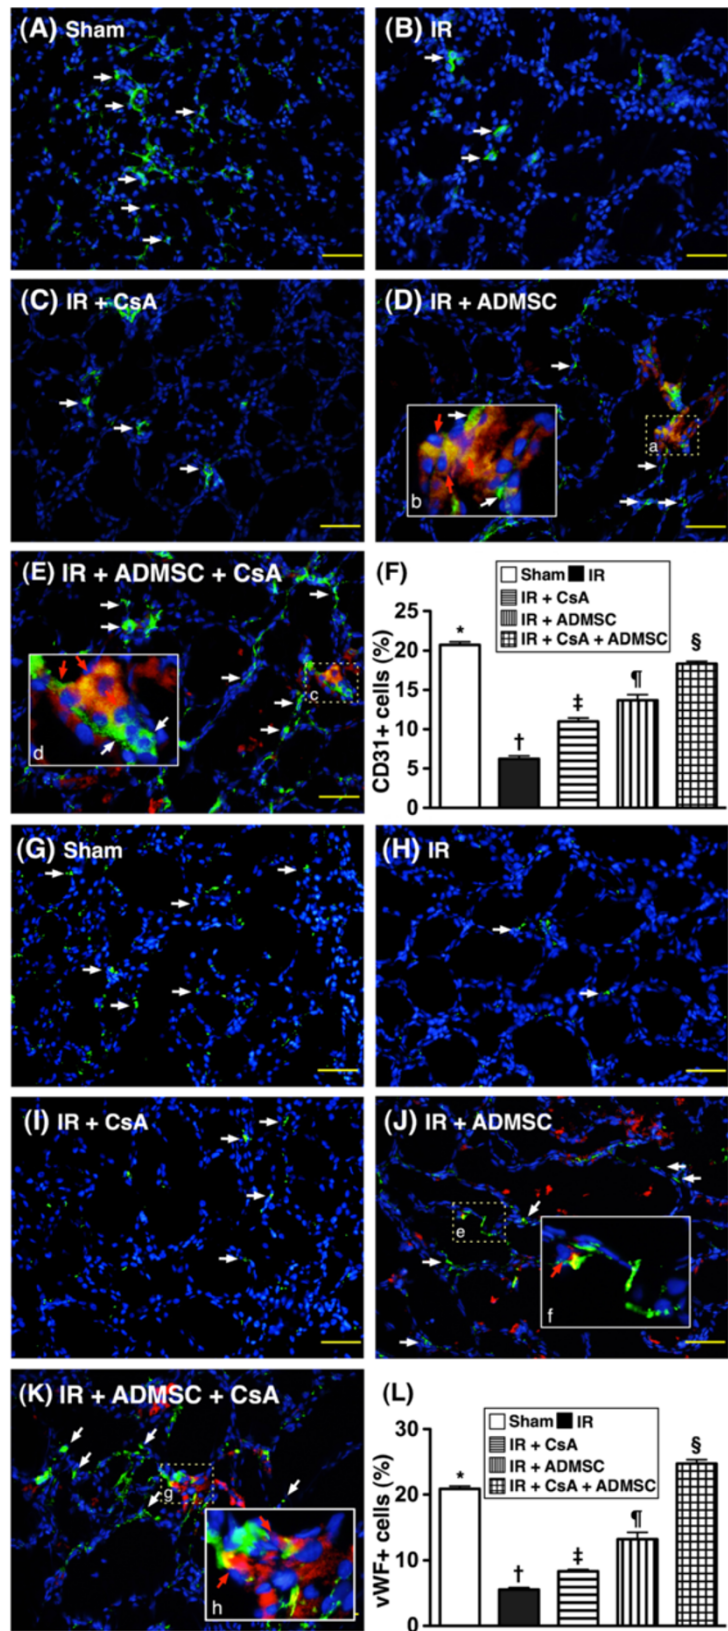 (A) Sham
(B) IR
(C) IR + CsA
(D) IR + ADMSC
a
b
(E) IR + ADMSC + CsA
c
d
(F)
Sham IR
IR + CsA
IR + ADMSC
IR + CsA + ADMSC
CD31+ cells (%)
25
20
15
10
5
0
*
†
‡
¶
§
(G) Sham
(H) IR
(I) IR + CsA
(J) IR + ADMSC
e
f
(K) IR + ADMSC + CsA
g
h
(L)
Sham IR
IR + CsA
IR + ADMSC
IR + CsA + ADMSC
vWF+ cells (%)
30
20
10
0
*
†
‡
¶
§